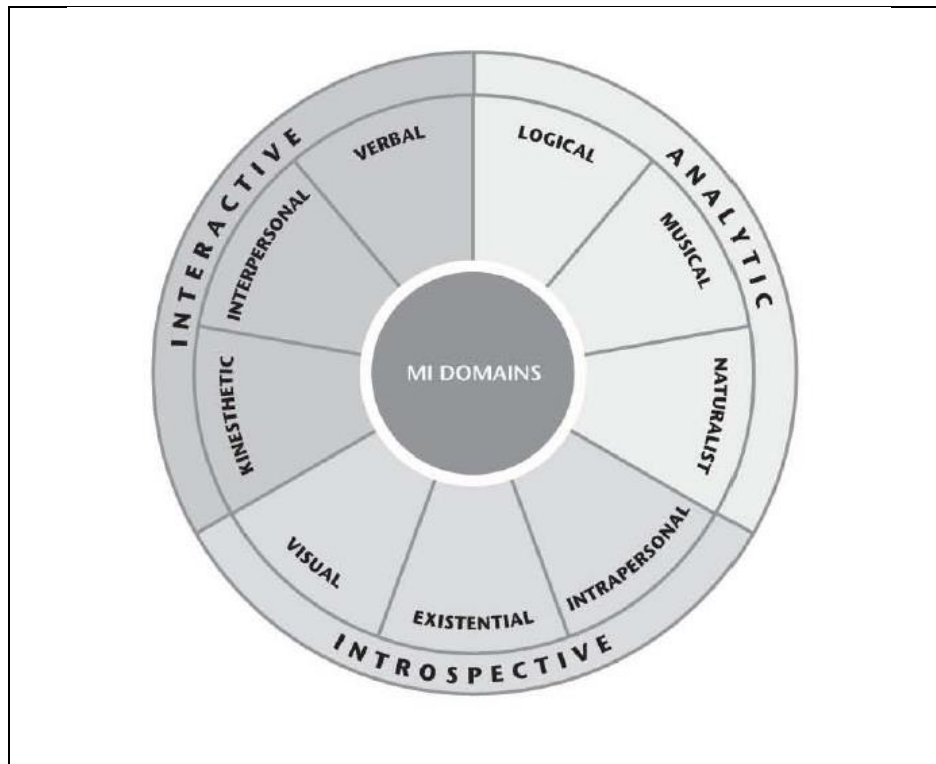 INTERACTIVE
ANALYTIC
INTROSPECTIVE
VERBAL
LOGICAL
INTERPERSONAL
MUSICAL
KINESTHETIC
NATURALIST
VISUAL
EXISTENTIAL
INTRAPERSONAL
MI DOMAINS